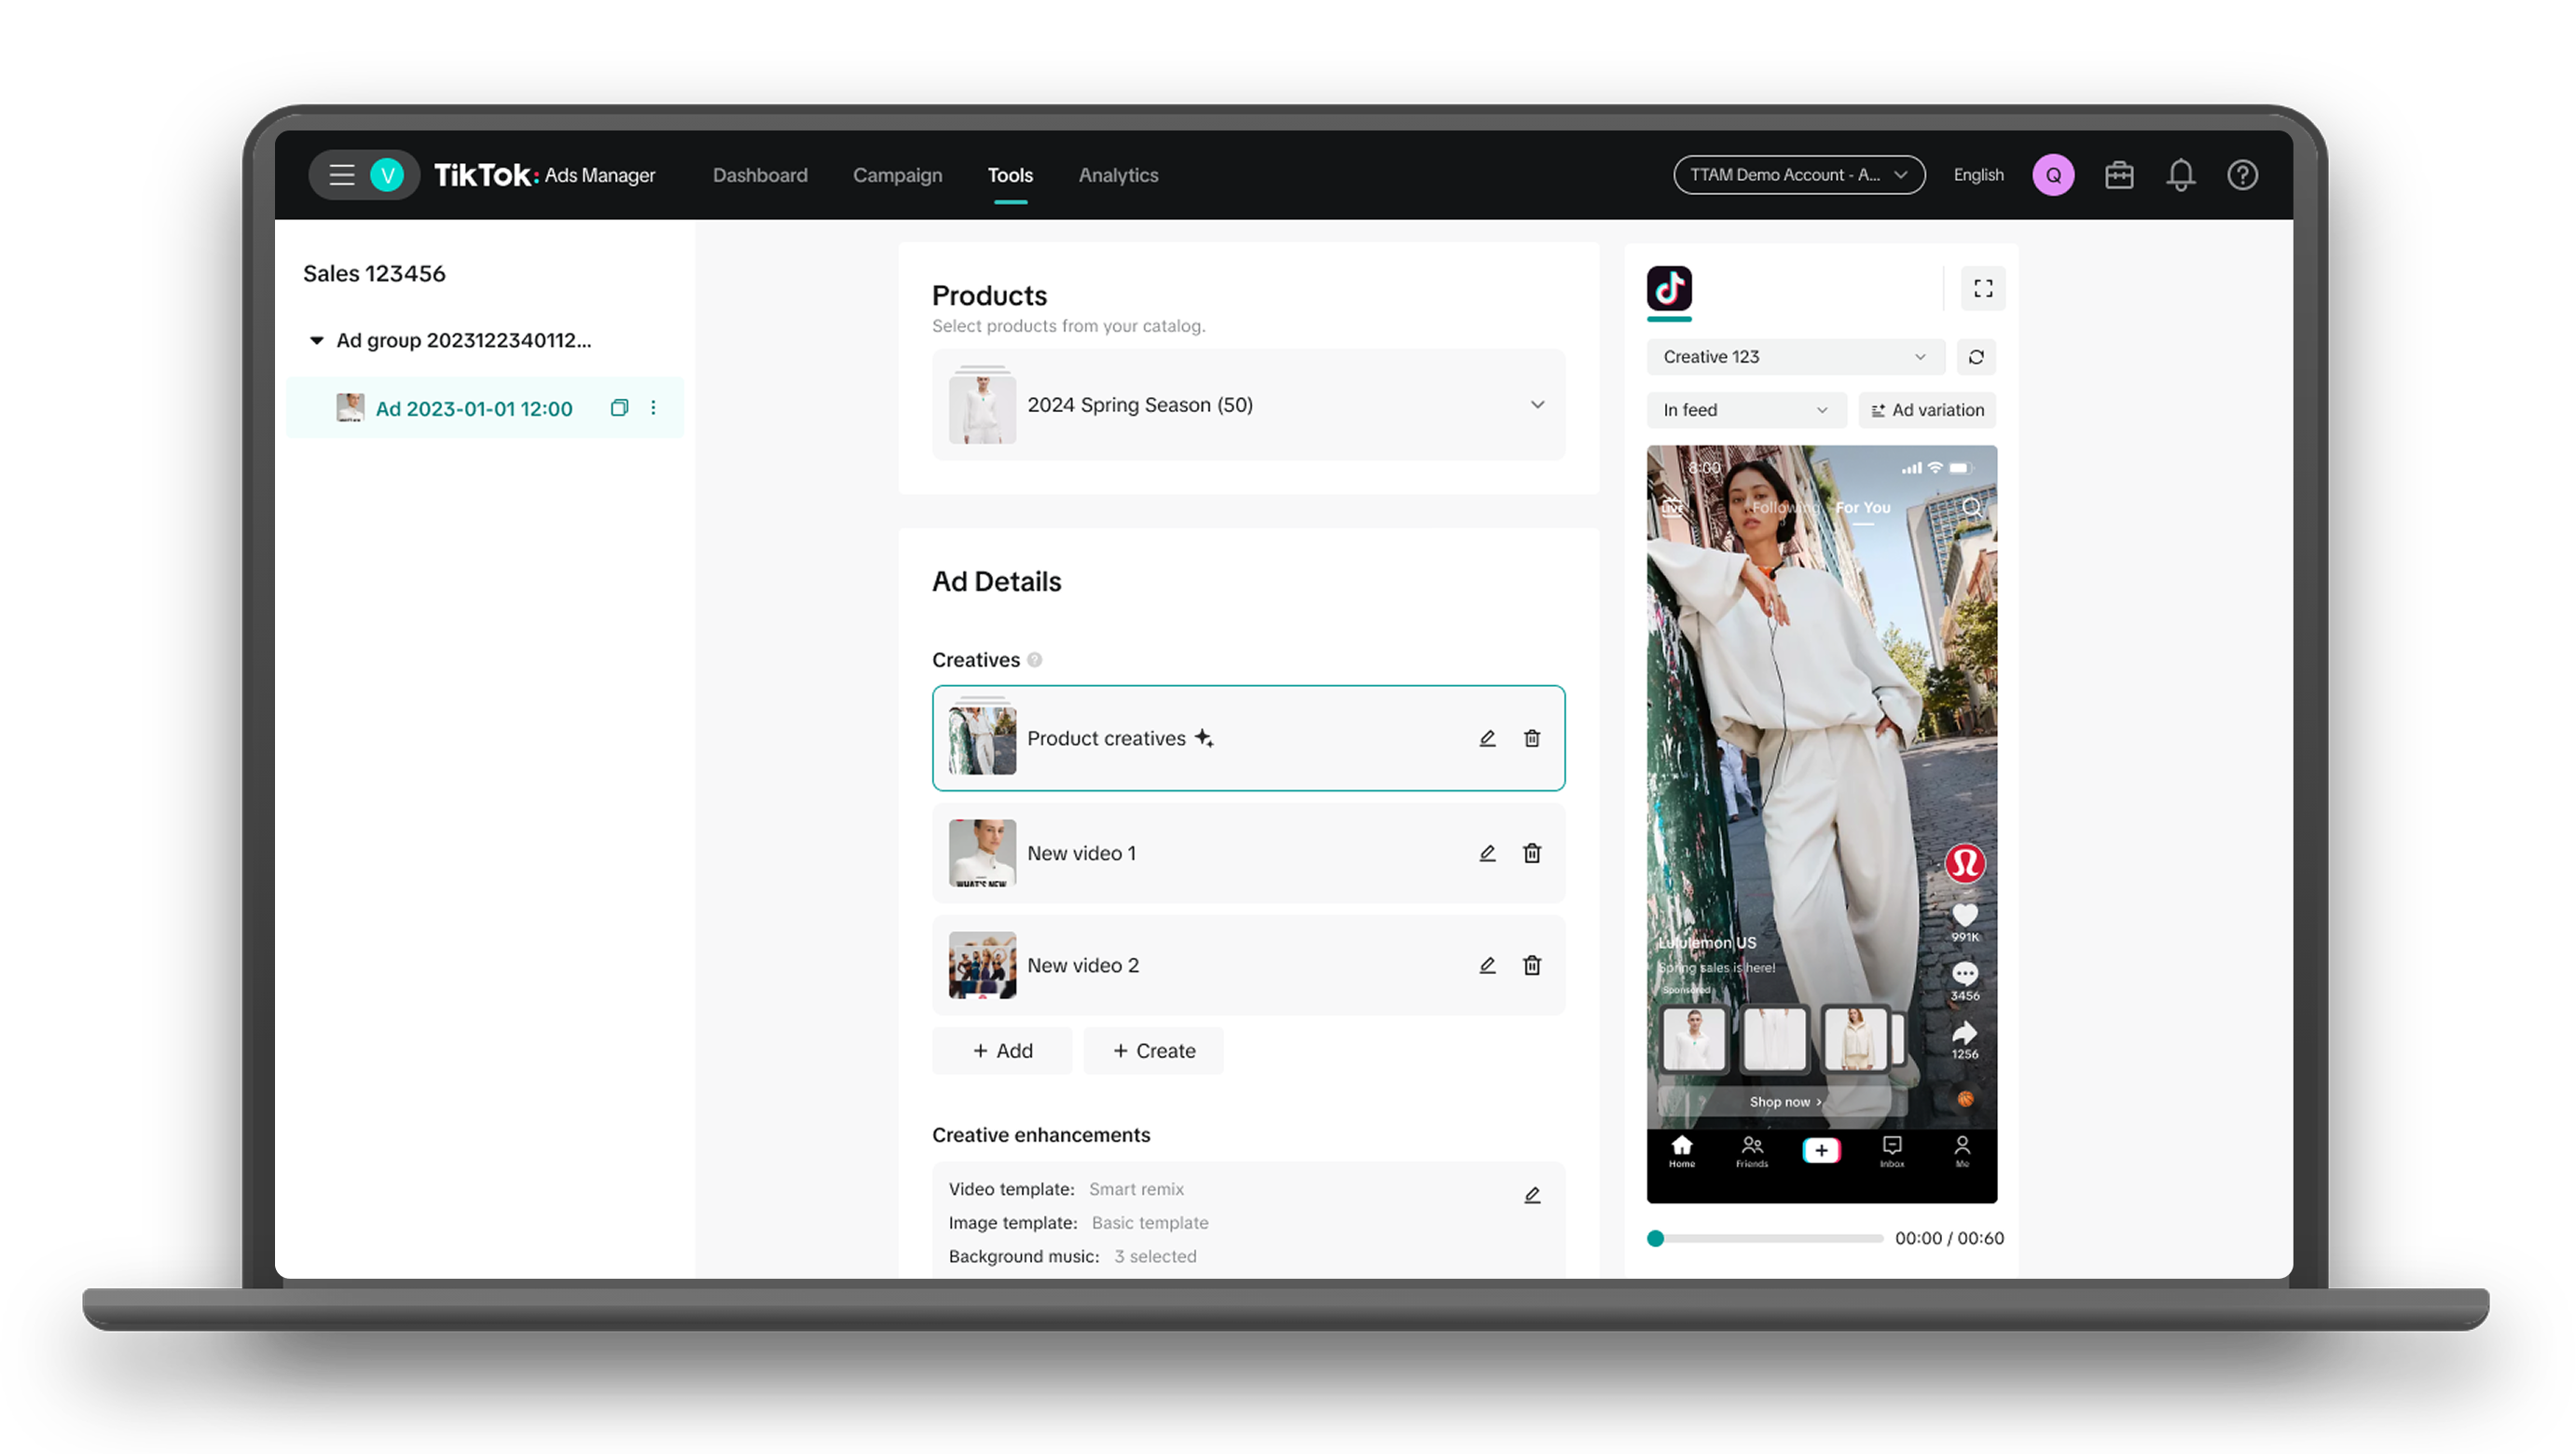 V
TikTok: Ads Manager
Dashboard
Campaign
Tools
Analytics
TTAM Demo Account - A...
English
Q
Sales 123456
Ad group 2023122340112...
Ad 2023-01-01 12:00
Products
Select products from your catalog.
2024 Spring Season (50)
Ad Details
Creatives
Product creatives
New video 1
WHAT'S NEW
New video 2
+ Add
+ Create
Creative enhancements
Video template: Smart remix
Image template: Basic template
Background music: 3 selected
Creative 123
In feed
Ad variation
8:00
LIVE
Following
For You
991K
Lululemon US
Spring sales is here!
3456
Sponsored
1256
Shop now >
Home
Friends
Inbox
Me
00:00 / 00:60